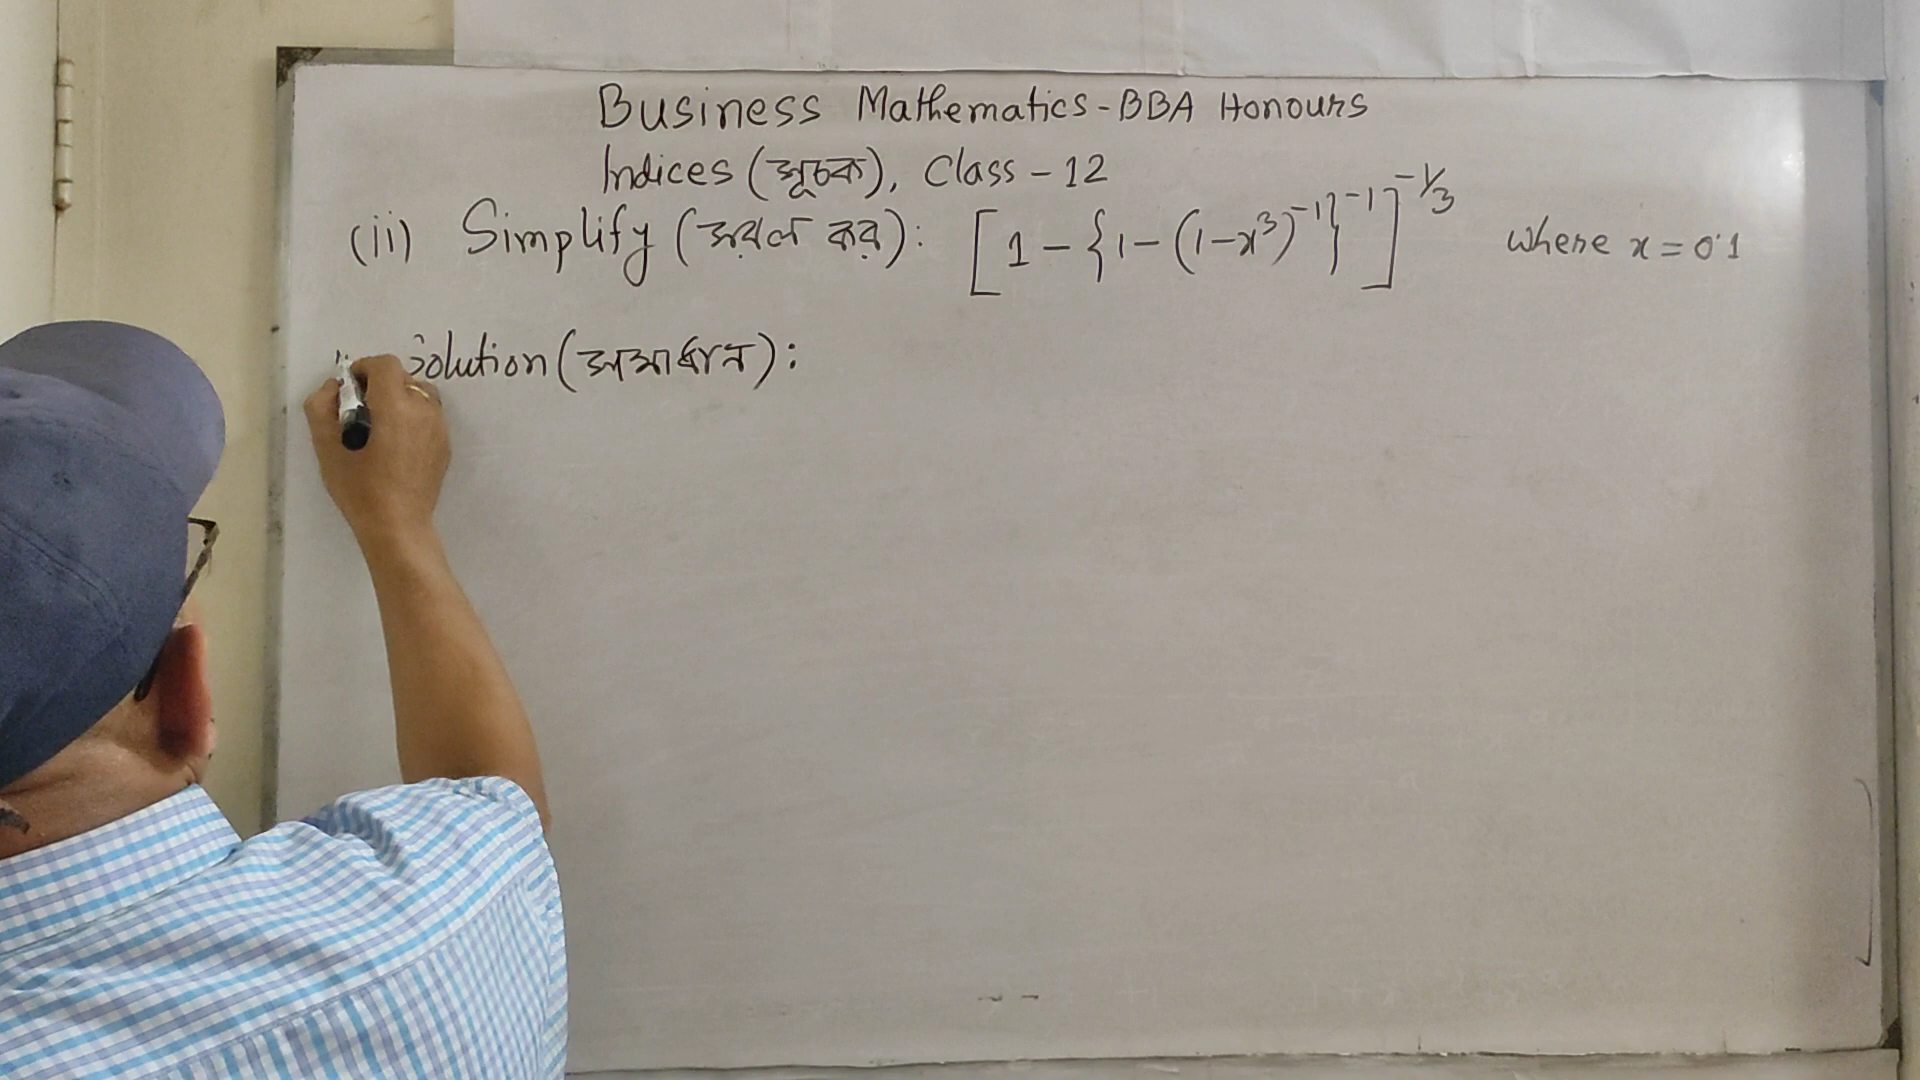 Business Mathematics-BBA Honours
Indices (সূচক), Class - 12
(ii) Simplify (সরল কর): [1-{1-(1-x³)⁻¹}⁻¹]^-1/3 where x = 0.1
Solution (সমাধান):